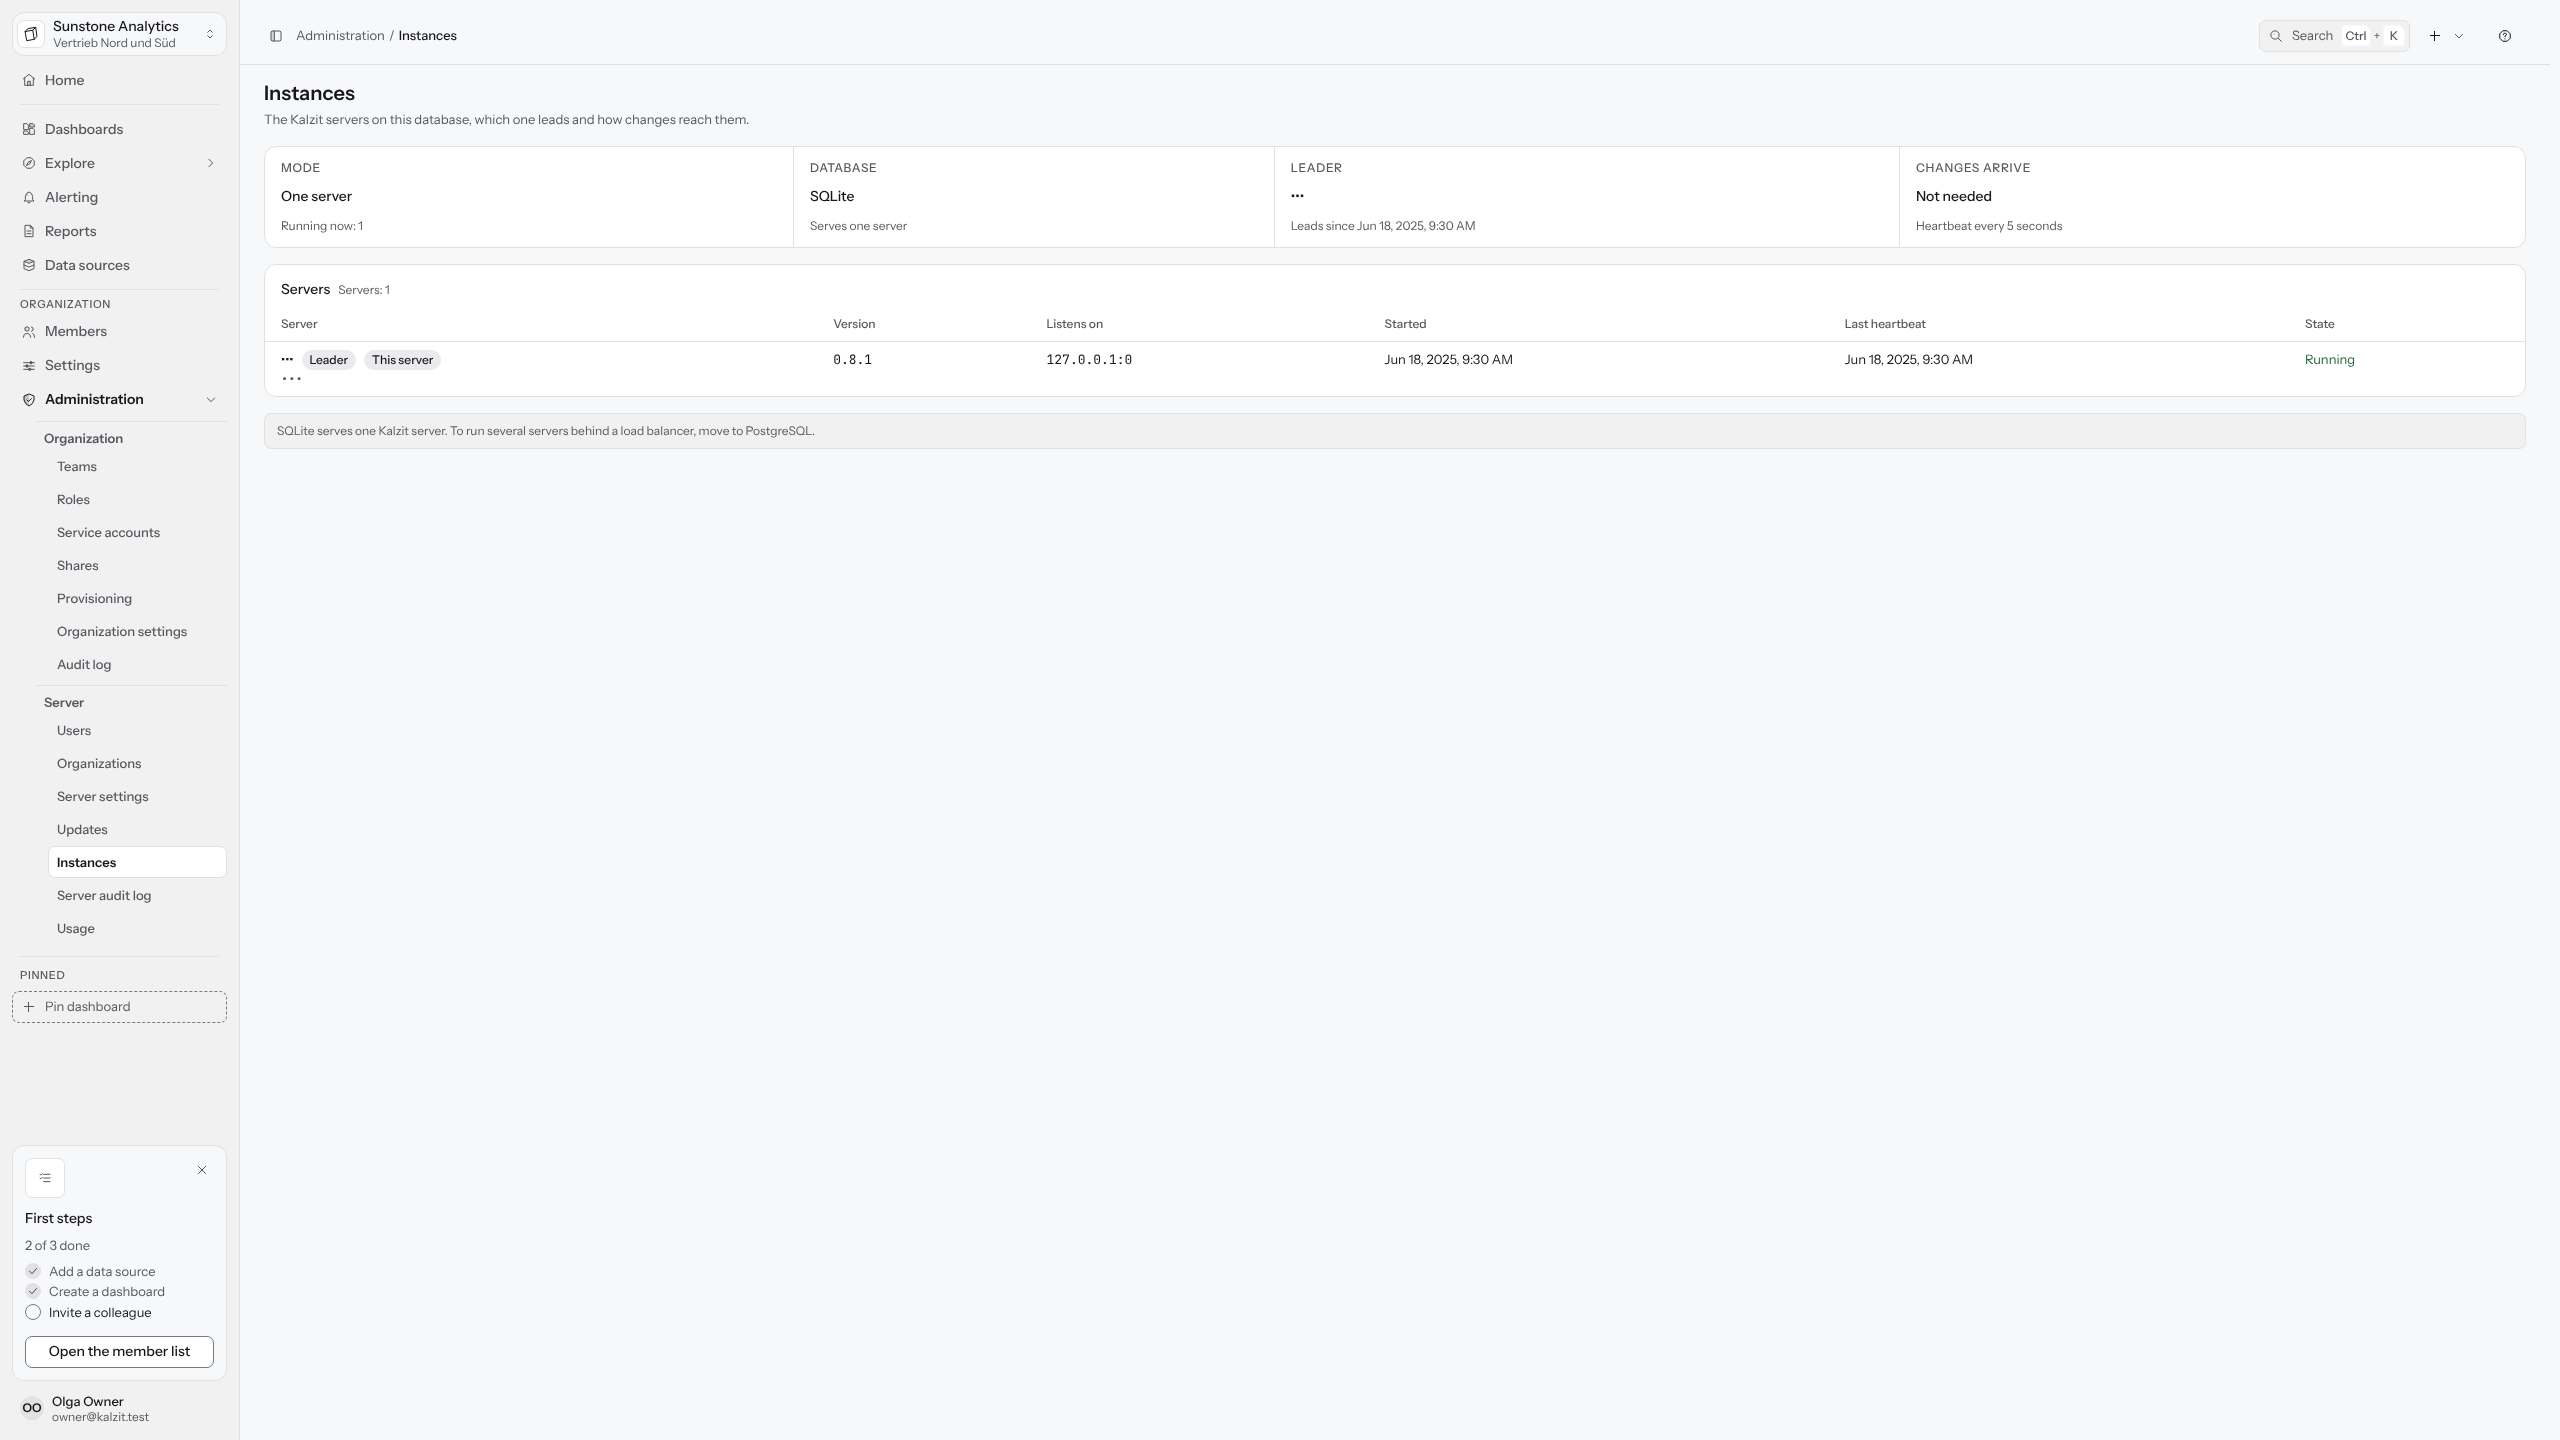 Sunstone Analytics
Vertrieb Nord und Süd
Home
Dashboards
Explore
Alerting
Reports
Data sources
ORGANIZATION
Members
Settings
Administration
Organization
Teams
Roles
Service accounts
Shares
Provisioning
Organization settings
Audit log
Server
Users
Organizations
Server settings
Updates
Instances
Server audit log
Usage
PINNED
Pin dashboard
First steps
2 of 3 done
Add a data source
Create a dashboard
Invite a colleague
Open the member list
OO
Olga Owner
owner@kalzit.test
Administration / Instances
Search Ctrl + K
Instances
The Kalzit servers on this database, which one leads and how changes reach them.
MODE
One server
Running now: 1
DATABASE
SQLite
Serves one server
LEADER
...
Leads since Jun 18, 2025, 9:30 AM
CHANGES ARRIVE
Not needed
Heartbeat every 5 seconds
Servers Servers: 1
Server Version Listens on Started Last heartbeat State
... Leader This server 0.8.1 127.0.0.1:0 Jun 18, 2025, 9:30 AM Jun 18, 2025, 9:30 AM Running
...
SQLite serves one Kalzit server. To run several servers behind a load balancer, move to PostgreSQL.